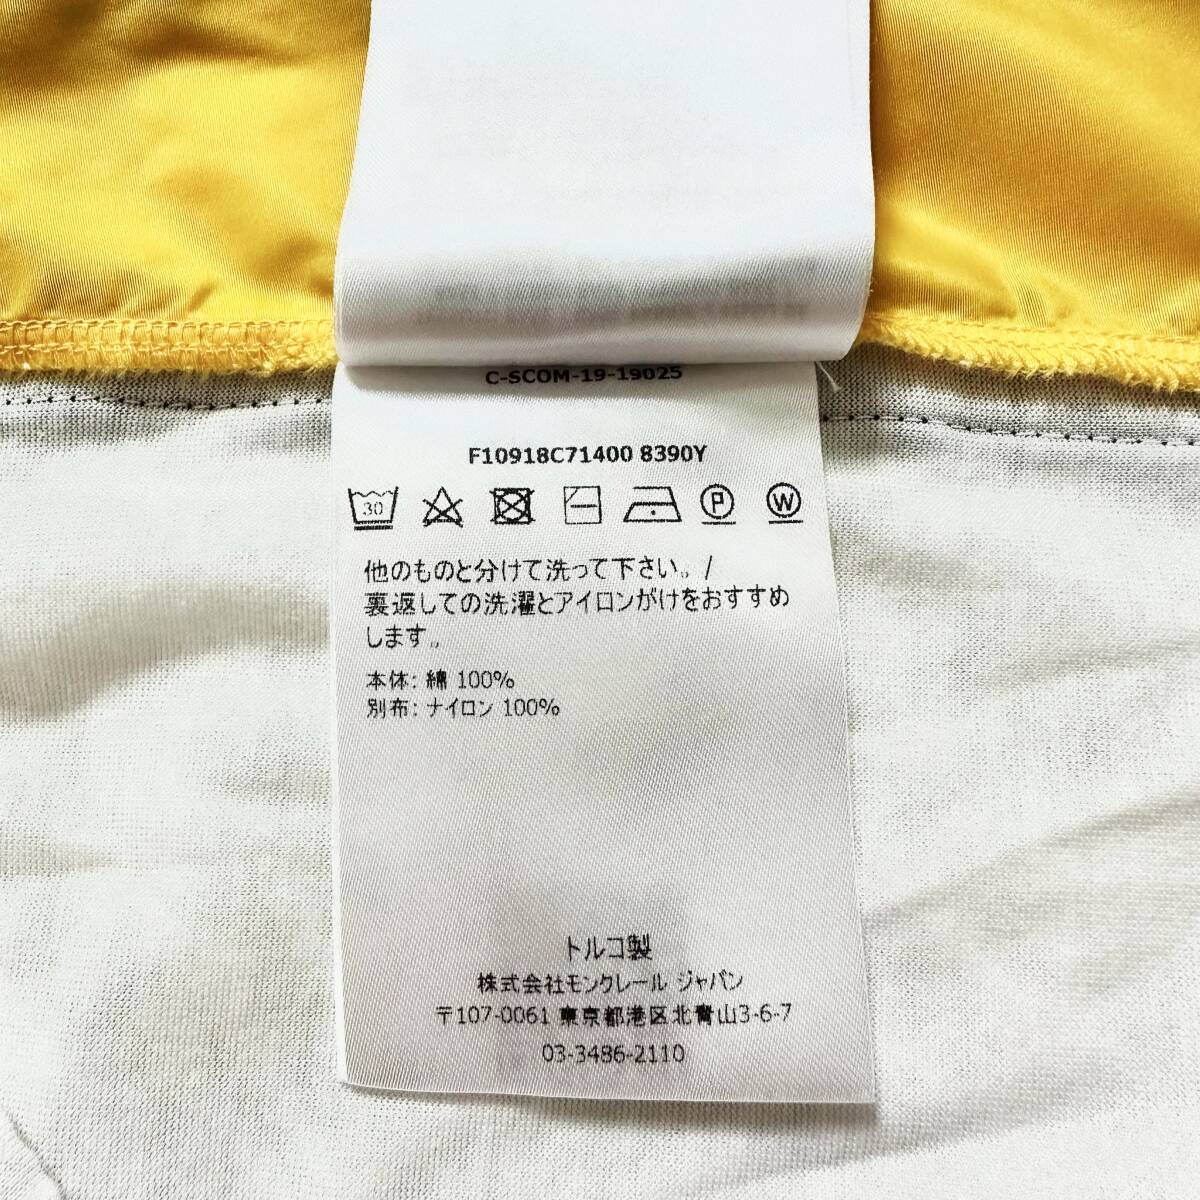 C-SCOM-19-19025
F10918C71400 8390Y
30
P
W
他のものと分けて洗って下さい。/
裏返しての洗濯とアイロンがけをおすすめ
します。
本体: 綿 100%
別布: ナイロン 100%
トルコ製
株式会社モンクレール ジャパン
〒107-0061 東京都港区北青山3-6-7
03-3486-2110